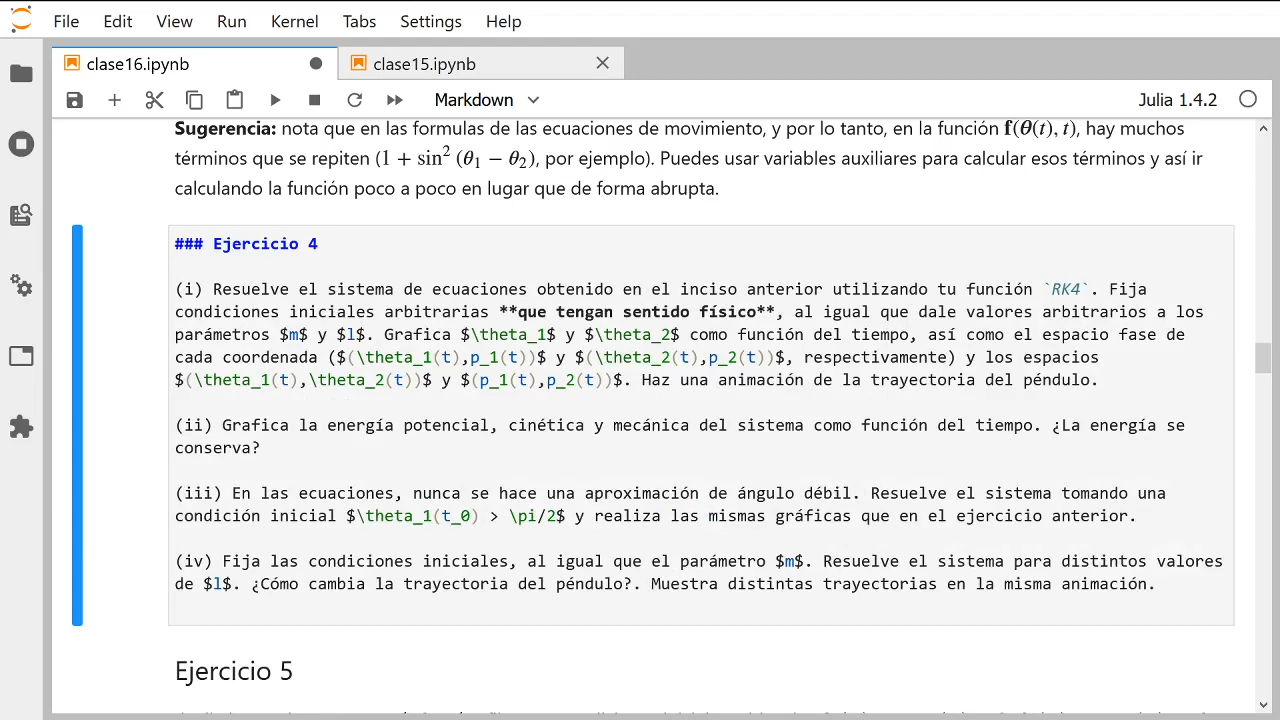 File Edit View Run Kernel Tabs Settings Help
clase16.ipynb clase15.ipynb
Markdown Julia 1.4.2
Sugerencia: nota que en las formulas de las ecuaciones de movimiento, y por lo tanto, en la función f(θ(t), t), hay muchos
términos que se repiten (1 + sin² (θ₁ − θ₂), por ejemplo). Puedes usar variables auxiliares para calcular esos términos y así ir
calculando la función poco a poco en lugar que de forma abrupta.
### Ejercicio 4
(i) Resuelve el sistema de ecuaciones obtenido en el inciso anterior utilizando tu función `RK4`. Fija
condiciones iniciales arbitrarias **que tengan sentido físico**, al igual que dale valores arbitrarios a los
parámetros $m$ y $l$. Grafica $\theta_1$ y $\theta_2$ como función del tiempo, así como el espacio fase de
cada coordenada ($(\theta_1(t),p_1(t))$ y $(\theta_2(t),p_2(t))$, respectivamente) y los espacios
$(\theta_1(t),\theta_2(t))$ y $(p_1(t),p_2(t))$. Haz una animación de la trayectoria del péndulo.
(ii) Grafica la energía potencial, cinética y mecánica del sistema como función del tiempo. ¿La energía se
conserva?
(iii) En las ecuaciones, nunca se hace una aproximación de ángulo débil. Resuelve el sistema tomando una
condición inicial $\theta_1(t_0) > \pi/2$ y realiza las mismas gráficas que en el ejercicio anterior.
(iv) Fija las condiciones iniciales, al igual que el parámetro $m$. Resuelve el sistema para distintos valores
de $l$. ¿Cómo cambia la trayectoria del péndulo?. Muestra distintas trayectorias en la misma animación.
Ejercicio 5